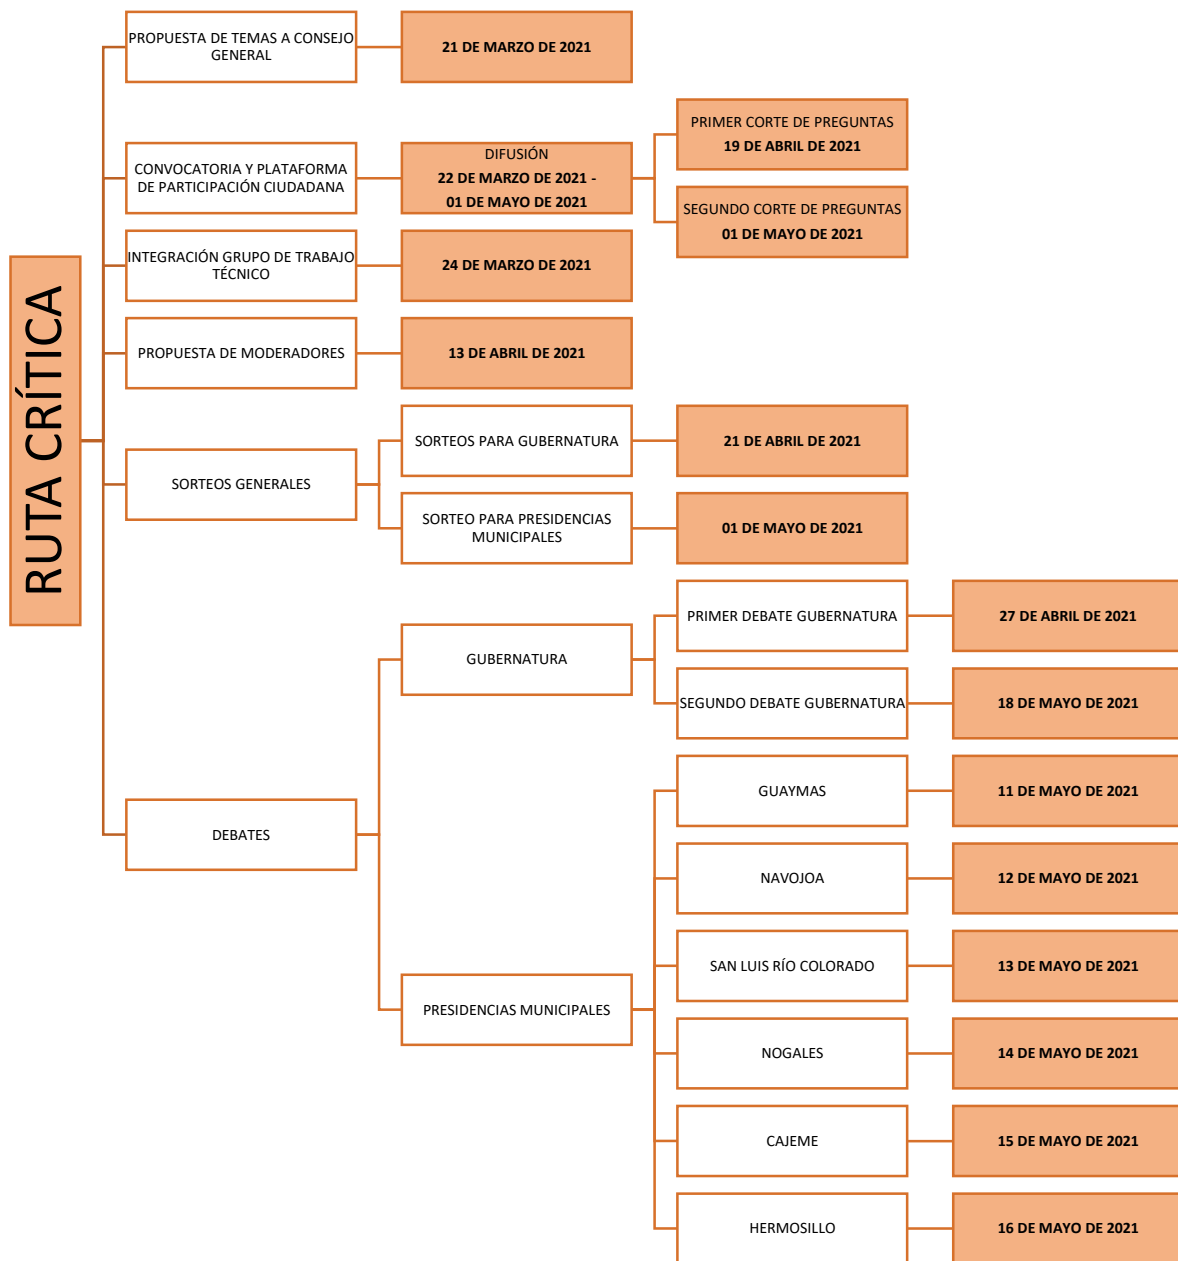 RUTA CRÍTICA
PROPUESTA DE TEMAS A CONSEJO
GENERAL
21 DE MARZO DE 2021
CONVOCATORIA Y PLATAFORMA
DE PARTICIPACIÓN CIUDADANA
DIFUSIÓN
22 DE MARZO DE 2021 -
01 DE MAYO DE 2021
PRIMER CORTE DE PREGUNTAS
19 DE ABRIL DE 2021
SEGUNDO CORTE DE PREGUNTAS
01 DE MAYO DE 2021
INTEGRACIÓN GRUPO DE TRABAJO
TÉCNICO
24 DE MARZO DE 2021
PROPUESTA DE MODERADORES
13 DE ABRIL DE 2021
SORTEOS GENERALES
SORTEOS PARA GUBERNATURA
21 DE ABRIL DE 2021
SORTEO PARA PRESIDENCIAS
MUNICIPALES
01 DE MAYO DE 2021
DEBATES
GUBERNATURA
PRIMER DEBATE GUBERNATURA
27 DE ABRIL DE 2021
SEGUNDO DEBATE GUBERNATURA
18 DE MAYO DE 2021
PRESIDENCIAS MUNICIPALES
GUAYMAS
11 DE MAYO DE 2021
NAVOJOA
12 DE MAYO DE 2021
SAN LUIS RÍO COLORADO
13 DE MAYO DE 2021
NOGALES
14 DE MAYO DE 2021
CAJEME
15 DE MAYO DE 2021
HERMOSILLO
16 DE MAYO DE 2021